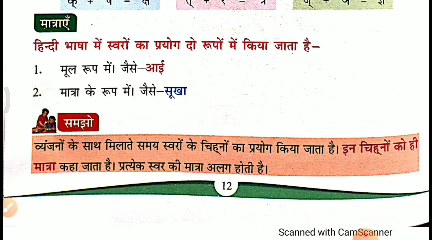 मात्राएँ
हिन्दी भाषा में स्वरों का प्रयोग दो रूपों में किया जाता है–
1. मूल रूप में। जैसे–आई
2. मात्रा के रूप में। जैसे–सूखा
समझो
व्यंजनों के साथ मिलाते समय स्वरों के चिह्नों का प्रयोग किया जाता है। इन चिह्नों को ही
मात्रा कहा जाता है। प्रत्येक स्वर की मात्रा अलग होती है।
12
Scanned with CamScanner